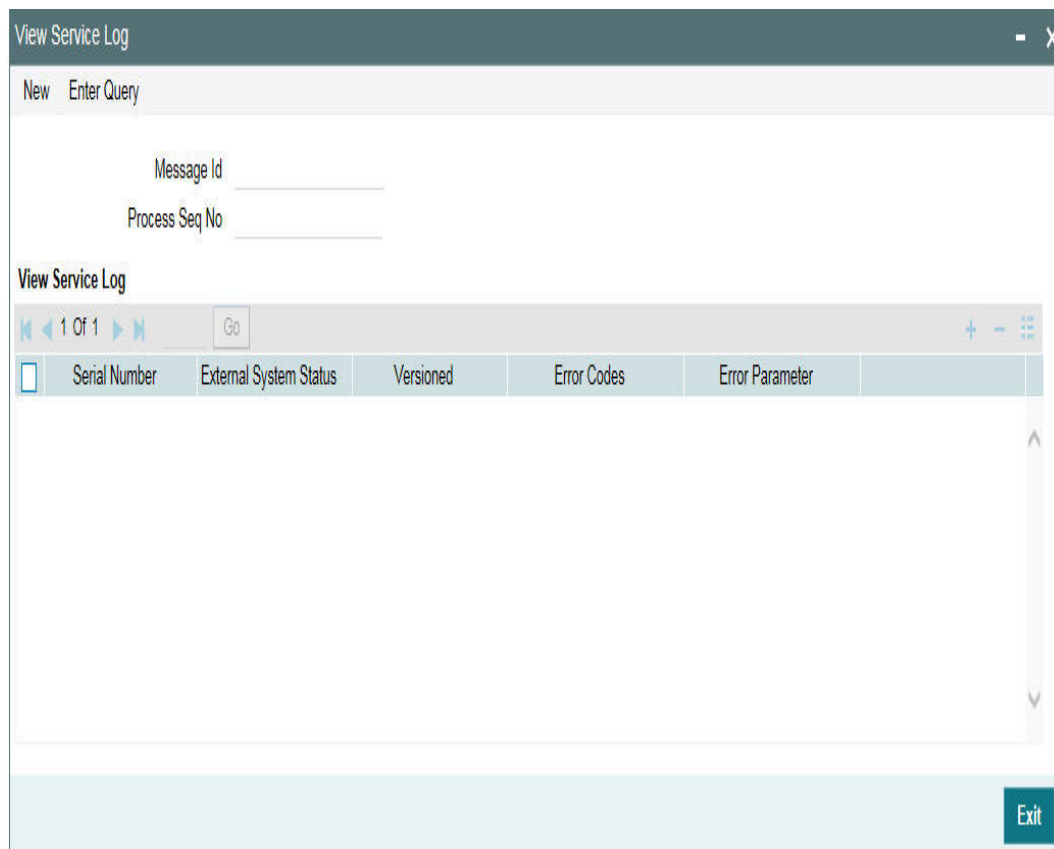 View Service Log
New Enter Query
Message Id
Process Seq No
View Service Log
1 Of 1 Go
Serial Number External System Status Versioned Error Codes Error Parameter
Exit